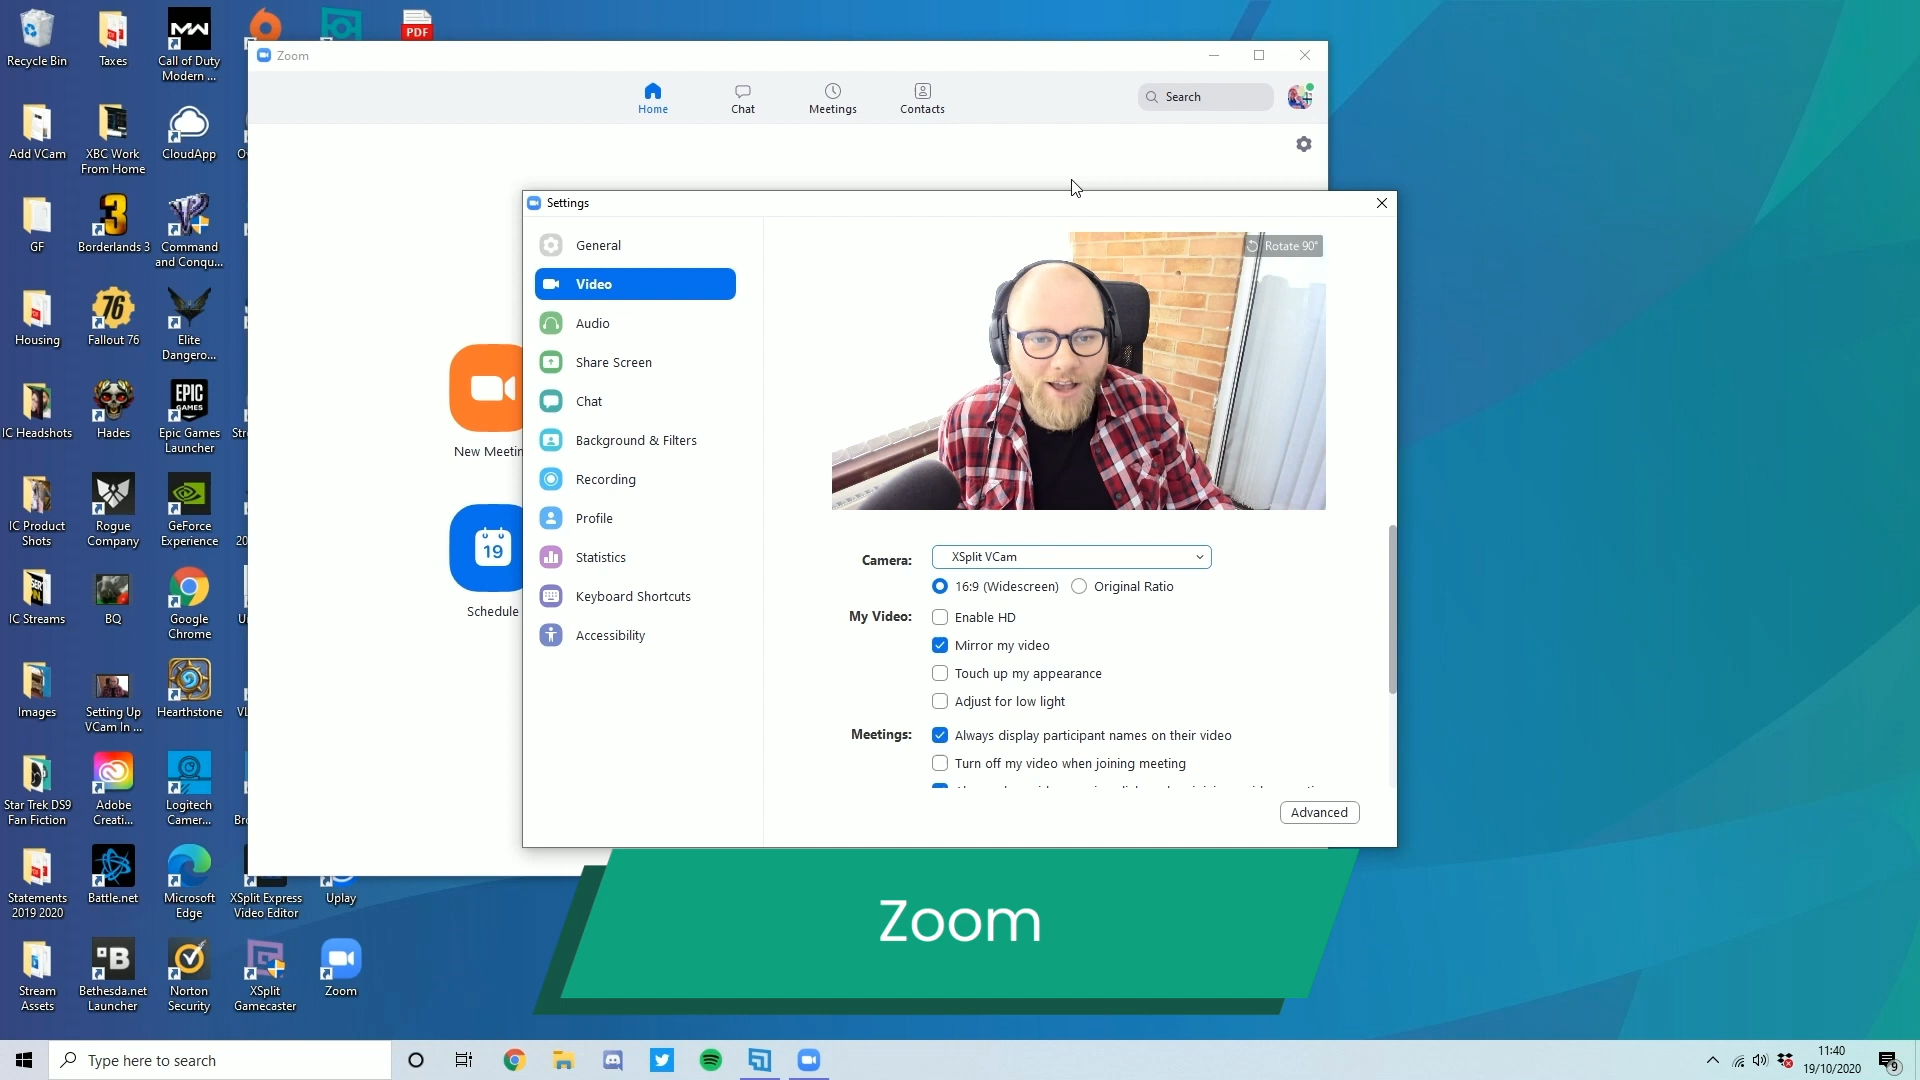 Recycle Bin
Taxes
Call of Duty
Modern ...
PDF
Add VCam
XBC Work
From Home
CloudApp
GF
3
Borderlands 3
Command
and Conqu...
Housing
76
Fallout 76
Elite
Dangero...
IC Headshots
Hades
EPIC
GAMES
Epic Games
Launcher
IC Product
Shots
Rogue
Company
GeForce
Experience
IC Streams
BQ
Google
Chrome
Images
Setting Up
VCam In ...
Hearthstone
Star Trek DS9
Fan Fiction
Adobe
Creati...
Logitech
Camer...
Statements
2019 2020
Battle.net
Microsoft
Edge
XSplit Express
Video Editor
Uplay
Stream
Assets
B
Bethesda.net
Launcher
Norton
Security
XSplit
Gamecaster
Zoom
Zoom
Home
Chat
Meetings
Contacts
Search
New Meetin
19
Schedule
Settings
General
Video
Audio
Share Screen
Chat
Background & Filters
Recording
Profile
Statistics
Keyboard Shortcuts
Accessibility
Rotate 90°
Camera:
XSplit VCam
16:9 (Widescreen)
Original Ratio
My Video:
Enable HD
Mirror my video
Touch up my appearance
Adjust for low light
Meetings:
Always display participant names on their video
Turn off my video when joining meeting
Advanced
Zoom
Type here to search
11:40
19/10/2020
9